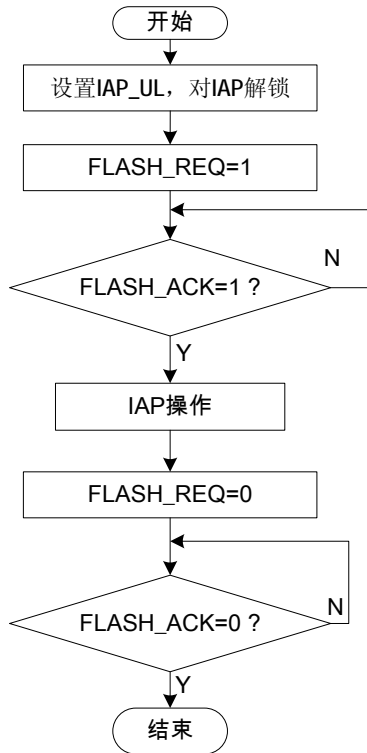 开始
设置IAP_UL，对IAP解锁
FLASH_REQ=1
N
FLASH_ACK=1 ?
Y
IAP操作
FLASH_REQ=0
FLASH_ACK=0 ?
N
Y
结束